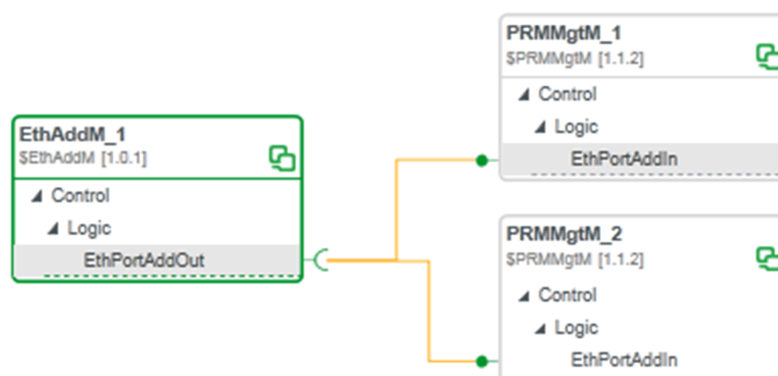 EthAddM_1
$EthAddM [1.0.1]
Control
Logic
EthPortAddOut
PRMMgtM_1
$PRMMgtM [1.1.2]
Control
Logic
EthPortAddIn
PRMMgtM_2
$PRMMgtM [1.1.2]
Control
Logic
EthPortAddIn